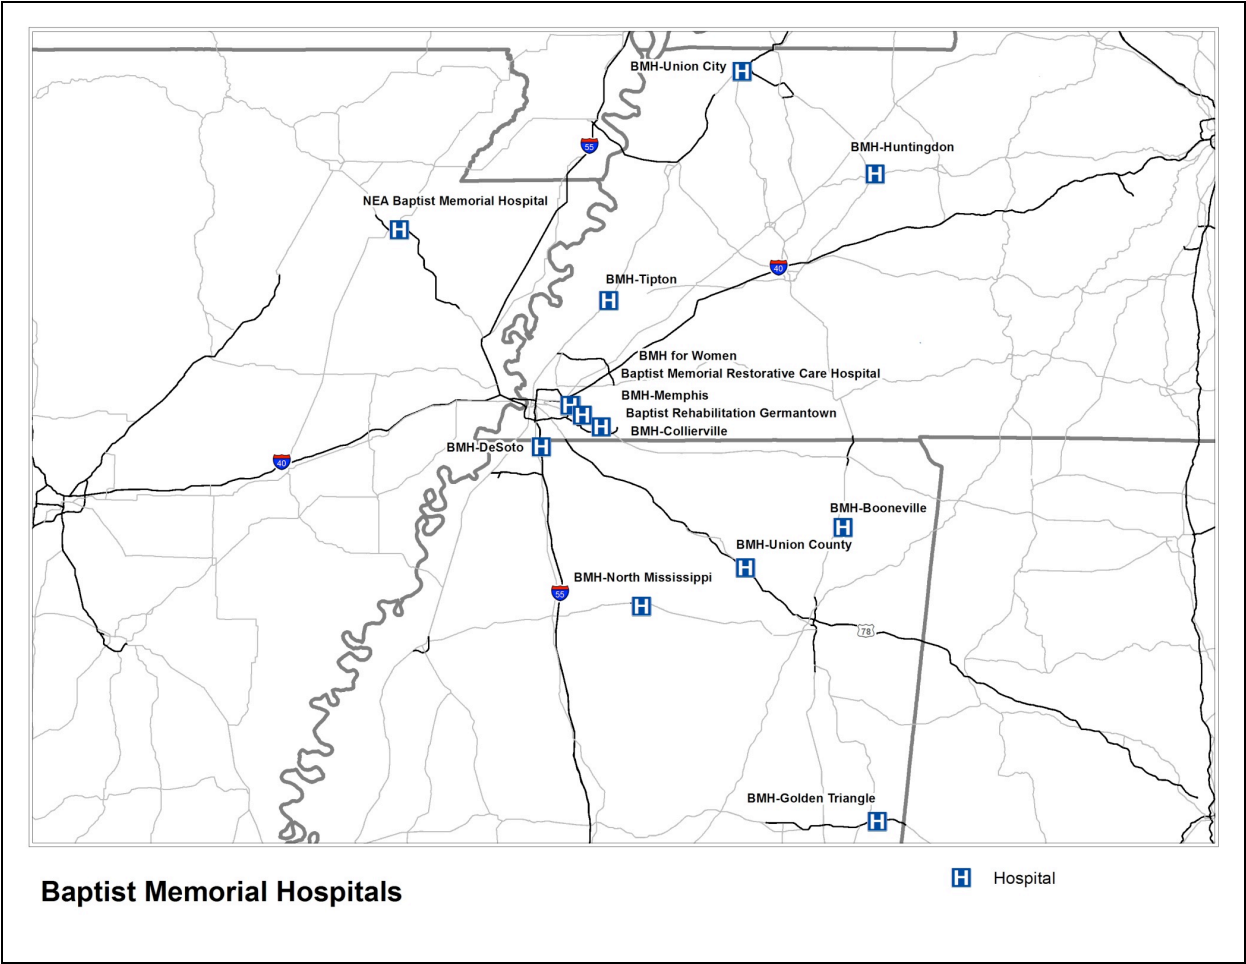 BMH-Union City
H
55
BMH-Huntingdon
H
NEA Baptist Memorial Hospital
H
40
BMH-Tipton
H
BMH for Women
Baptist Memorial Restorative Care Hospital
BMH-Memphis
H
Baptist Rehabilitation Germantown
H
BMH-Collierville
H
BMH-DeSoto
H
40
BMH-Booneville
H
BMH-Union County
H
BMH-North Mississippi
H
55
78
BMH-Golden Triangle
H
Baptist Memorial Hospitals
H Hospital